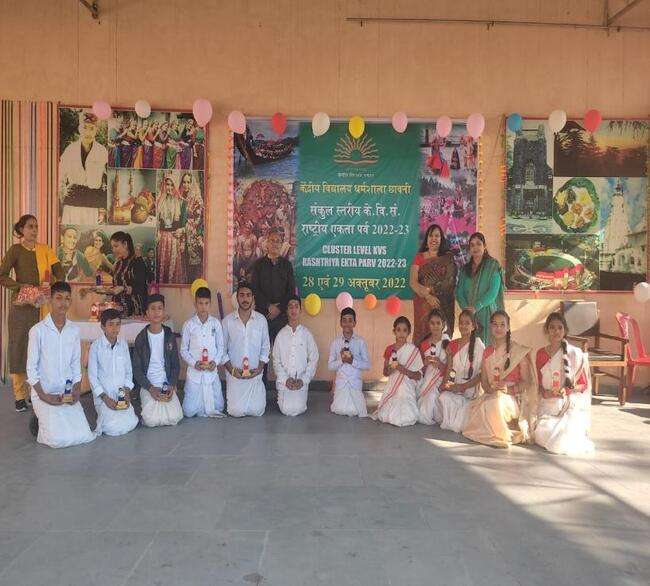 केंद्रीय विद्यालय धर्मशाला छावनी
संकुल स्तरीय के.वि.सं.
राष्ट्रीय एकता पर्व 2022-23
CLUSTER LEVEL KVS
RASHTRIYA EKTA PARV 2022-23
28 एवं 29 अक्तूबर 2022